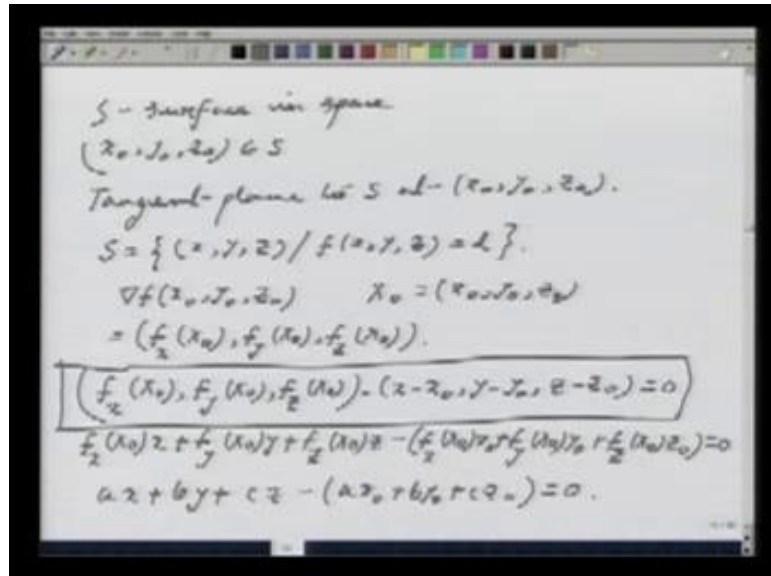 S - surface in space
(x₀, y₀, z₀) ∈ S
Tangent-plane to S at (x₀, y₀, z₀).
S = {(x, y, z) / f(x, y, z) = k}.
∇f(x₀, y₀, z₀) X₀ = (x₀, y₀, z₀)
= (f_x(X₀), f_y(X₀), f_z(X₀)).
(f_x(X₀), f_y(X₀), f_z(X₀)) · (x-x₀, y-y₀, z-z₀) = 0
f_x(X₀)x + f_y(X₀)y + f_z(X₀)z - (f_x(X₀)x₀ + f_y(X₀)y₀ + f_z(X₀)z₀) = 0
ax + by + cz - (ax₀ + by₀ + cz₀) = 0.